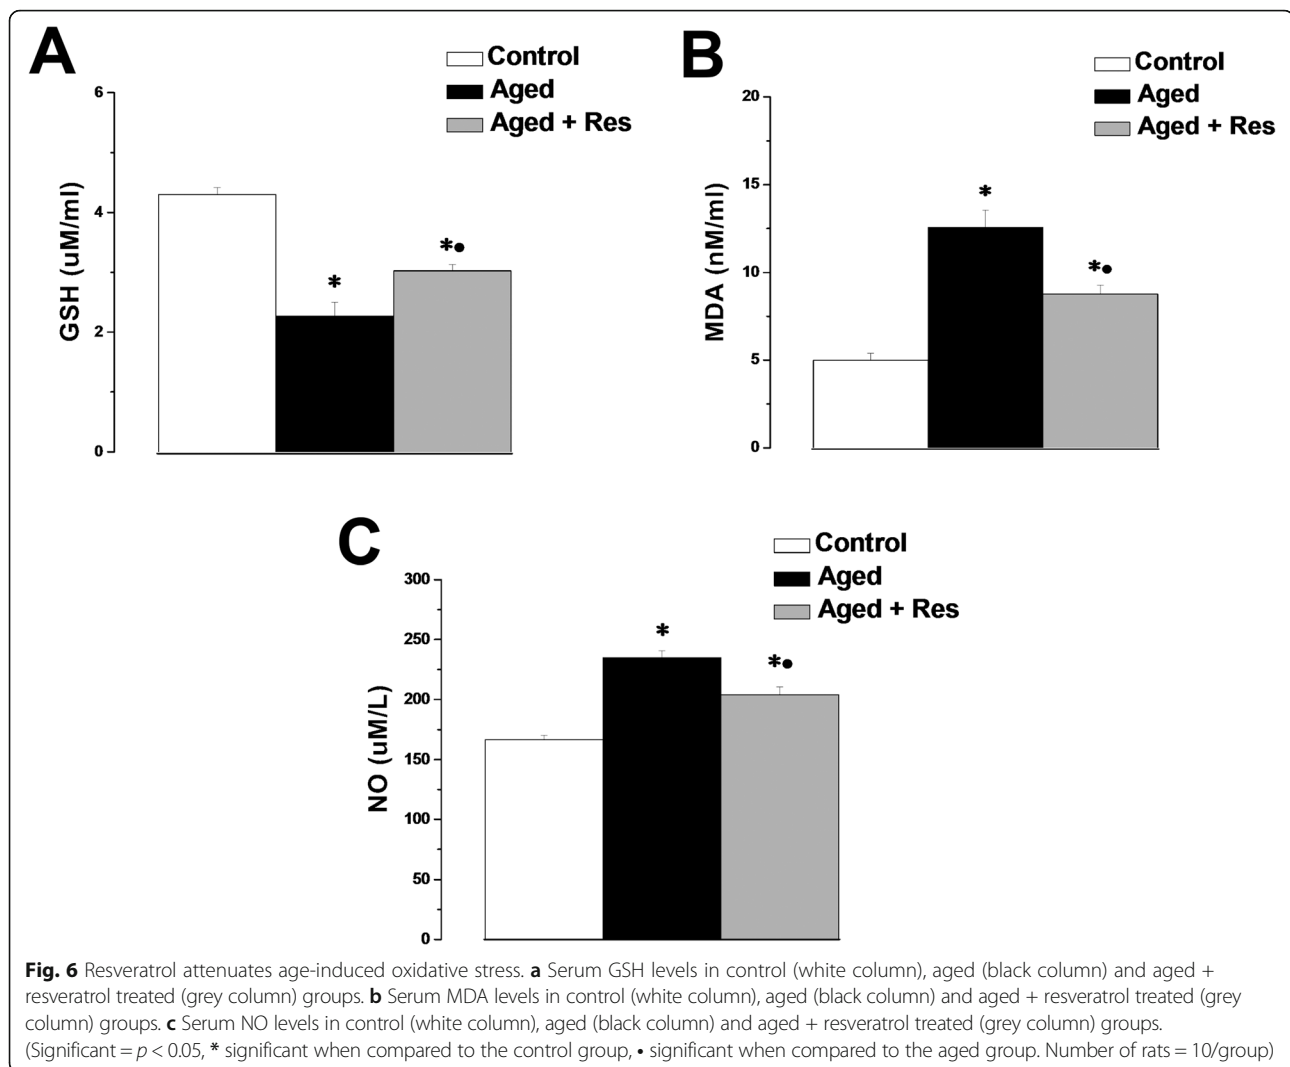 A
Control
Aged
Aged + Res
6
4
2
0
GSH (uM/ml)
*
*•
B
Control
Aged
Aged + Res
20
15
10
5
0
MDA (nM/ml)
*
*•
C
Control
Aged
Aged + Res
300
250
200
150
100
50
0
NO (uM/L)
*
*•
Fig. 6 Resveratrol attenuates age-induced oxidative stress. a Serum GSH levels in control (white column), aged (black column) and aged +
resveratrol treated (grey column) groups. b Serum MDA levels in control (white column), aged (black column) and aged + resveratrol treated (grey
column) groups. c Serum NO levels in control (white column), aged (black column) and aged + resveratrol treated (grey column) groups.
(Significant = p < 0.05, * significant when compared to the control group, • significant when compared to the aged group. Number of rats = 10/group)